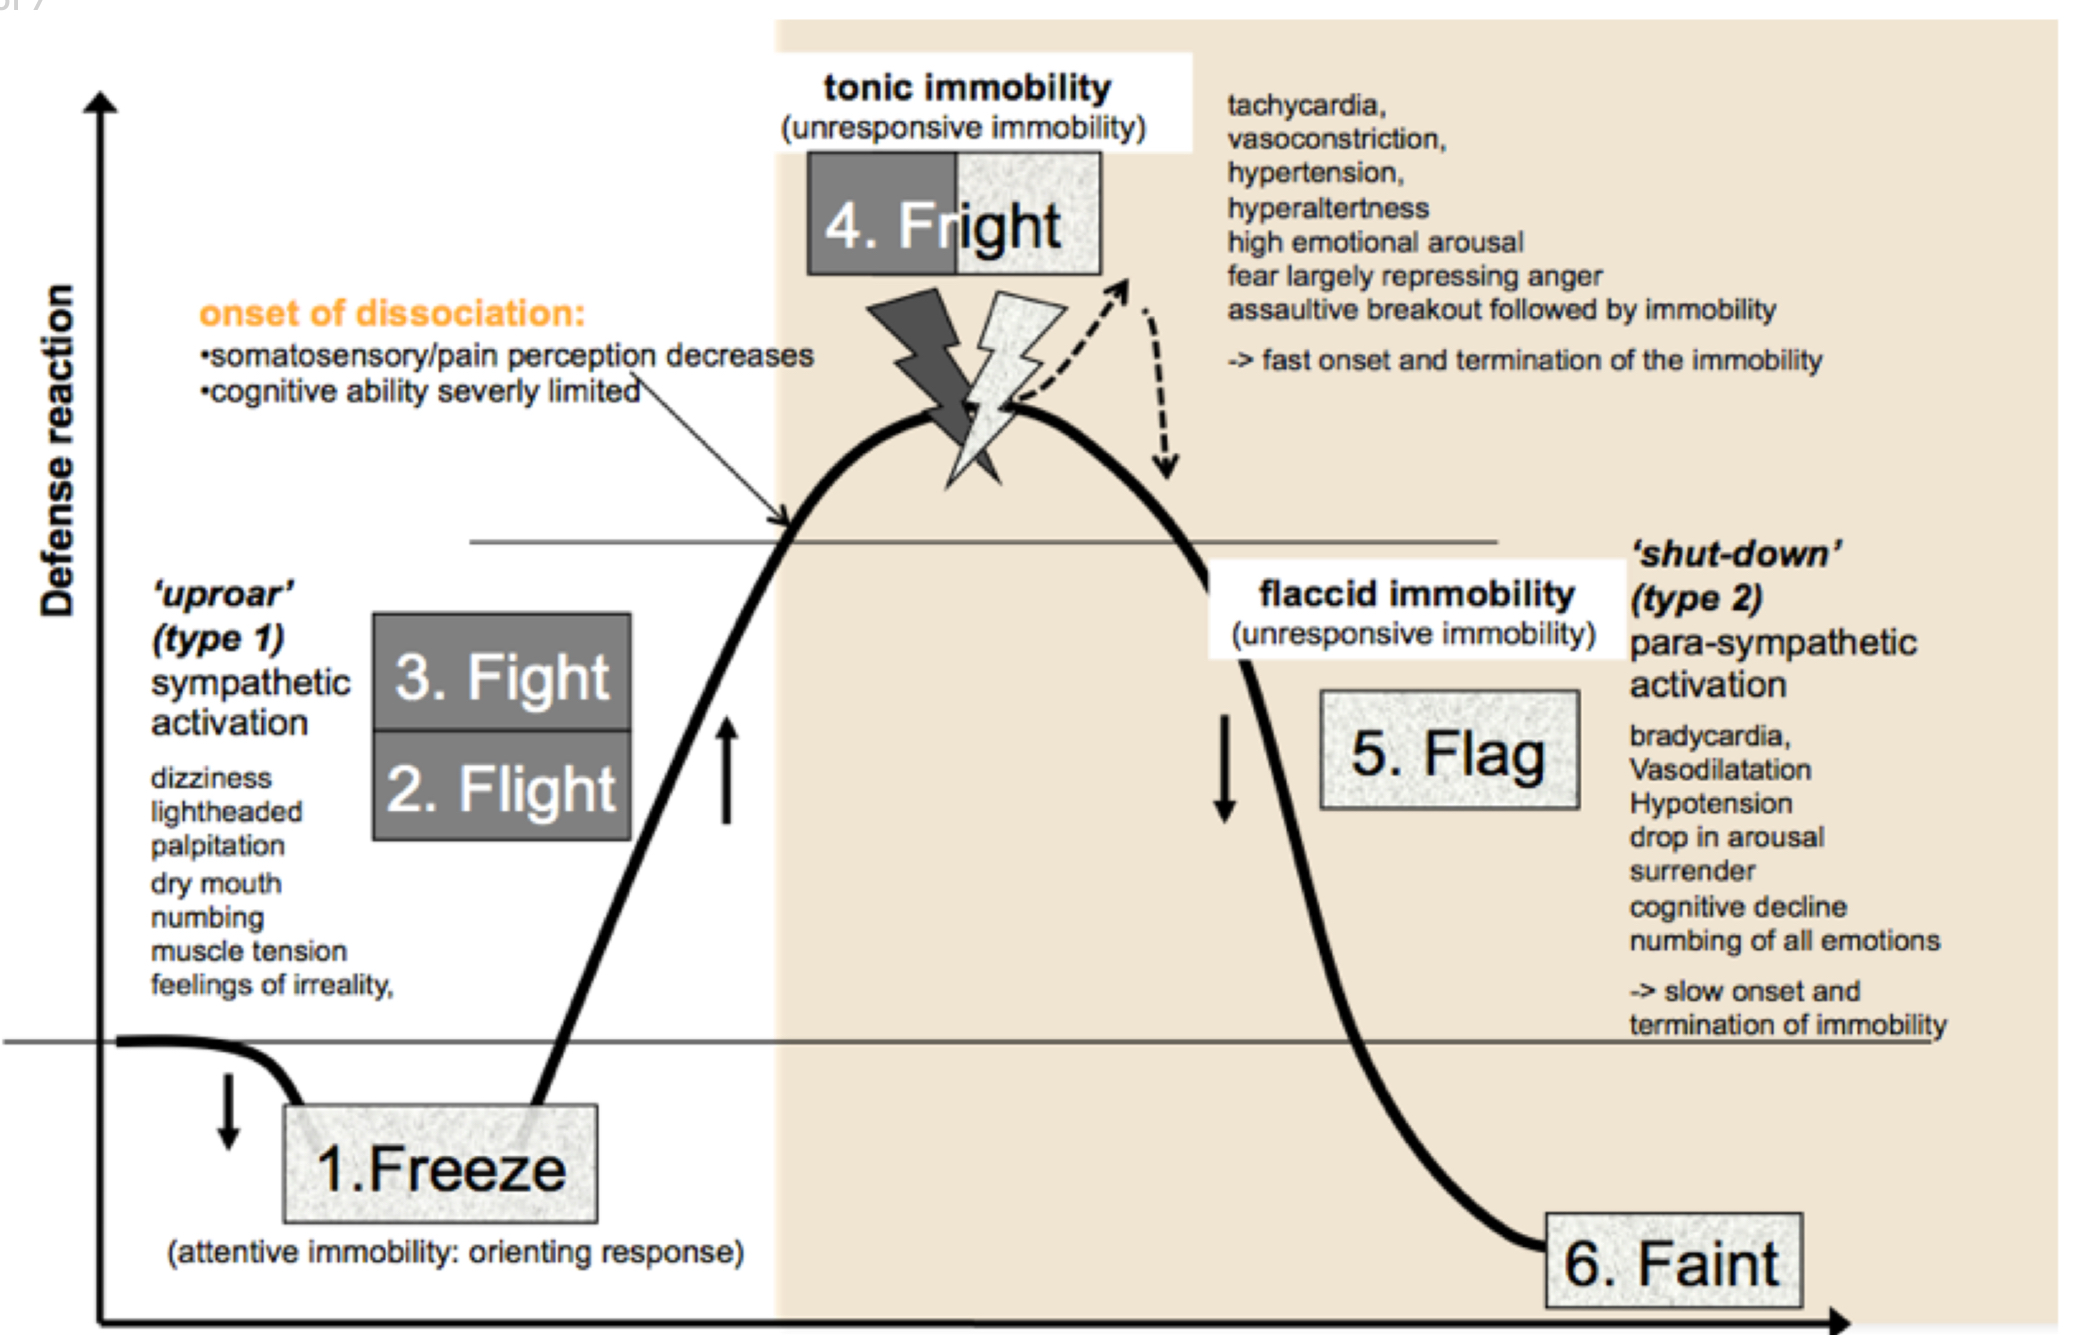 of 7
tonic immobility
(unresponsive immobility)
4. Fright
tachycardia,
vasoconstriction,
hypertension,
hyperaltertness
high emotional arousal
fear largely repressing anger
assaultive breakout followed by immobility
-> fast onset and termination of the immobility
Defense reaction
onset of dissociation:
•somatosensory/pain perception decreases
•cognitive ability severly limited
‘uproar’
(type 1)
sympathetic
activation
dizziness
lightheaded
palpitation
dry mouth
numbing
muscle tension
feelings of irreality,
3. Fight
2. Flight
flaccid immobility
(unresponsive immobility)
5. Flag
‘shut-down’
(type 2)
para-sympathetic
activation
bradycardia,
Vasodilatation
Hypotension
drop in arousal
surrender
cognitive decline
numbing of all emotions
-> slow onset and
termination of immobility
1.Freeze
(attentive immobility: orienting response)
6. Faint